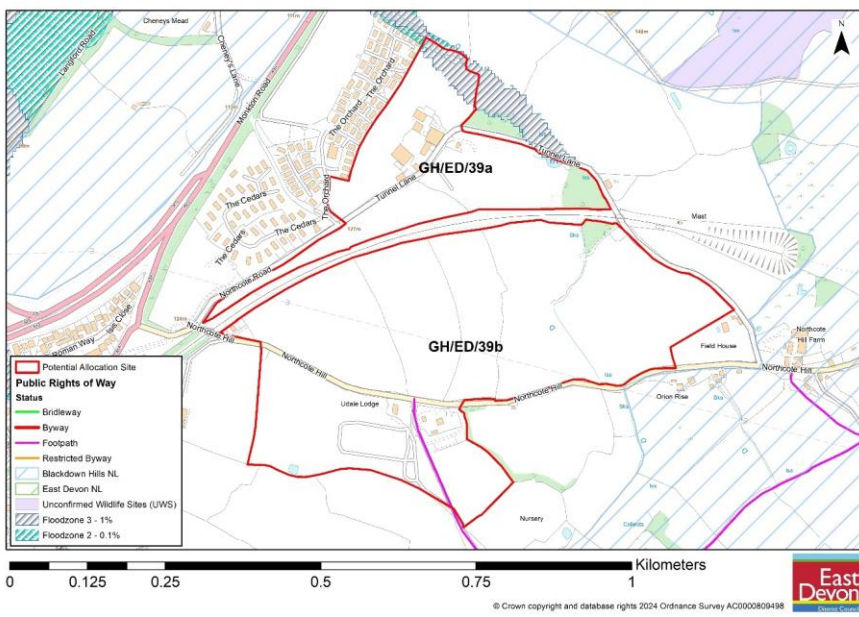 Cheneys Mead
111m
149m
N
Langford Road
Cheney's Lane
Monkton Road
The Orchard
The Orchard
The Orchard
Tunnel Lane
GH/ED/39a
Tunnel Lane
The Cedars
The Cedars
The Cedars
Mast
Northcote Road
Isis Close
Roman Way
Northcote Hill
GH/ED/39b
Northcote Hill
Field House
Northcote
Hill Farm
Northcote Hill
Northcote Hill
Orion Rise
Udale Lodge
Nursery
Potential Allocation Site
Public Rights of Way
Status
Bridleway
Byway
Footpath
Restricted Byway
Blackdown Hills NL
East Devon NL
Unconfirmed Wildlife Sites (UWS)
Floodzone 3 - 1%
Floodzone 2 - 0.1%
0 0.125 0.25 0.5 0.75 1 Kilometers
© Crown copyright and database rights 2024 Ordnance Survey AC0000809498
East
Devon
District Council